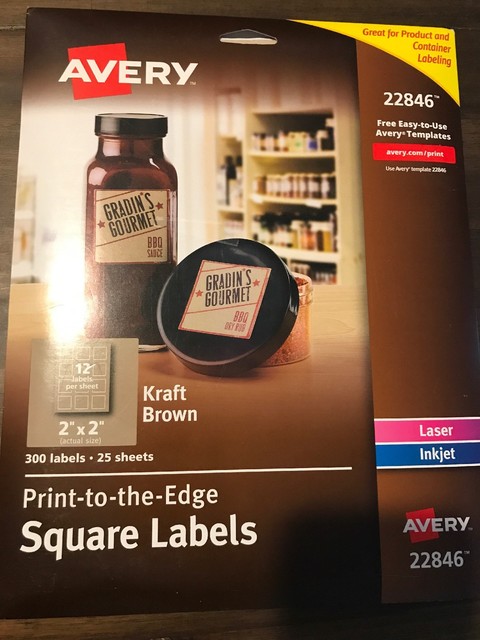 Great for Product and
Container
Labeling
AVERY
22846™
Free Easy-to-Use
Avery® Templates
avery.com/print
Use Avery® template 22846
GRADIN'S
GOURMET
BBQ
SAUCE
GRADIN'S
GOURMET
BBQ
DRY RUB
12
labels
per sheet
2" x 2"
(actual size)
Kraft
Brown
300 labels • 25 sheets
Laser
Inkjet
Print-to-the-Edge
Square Labels
AVERY
22846™